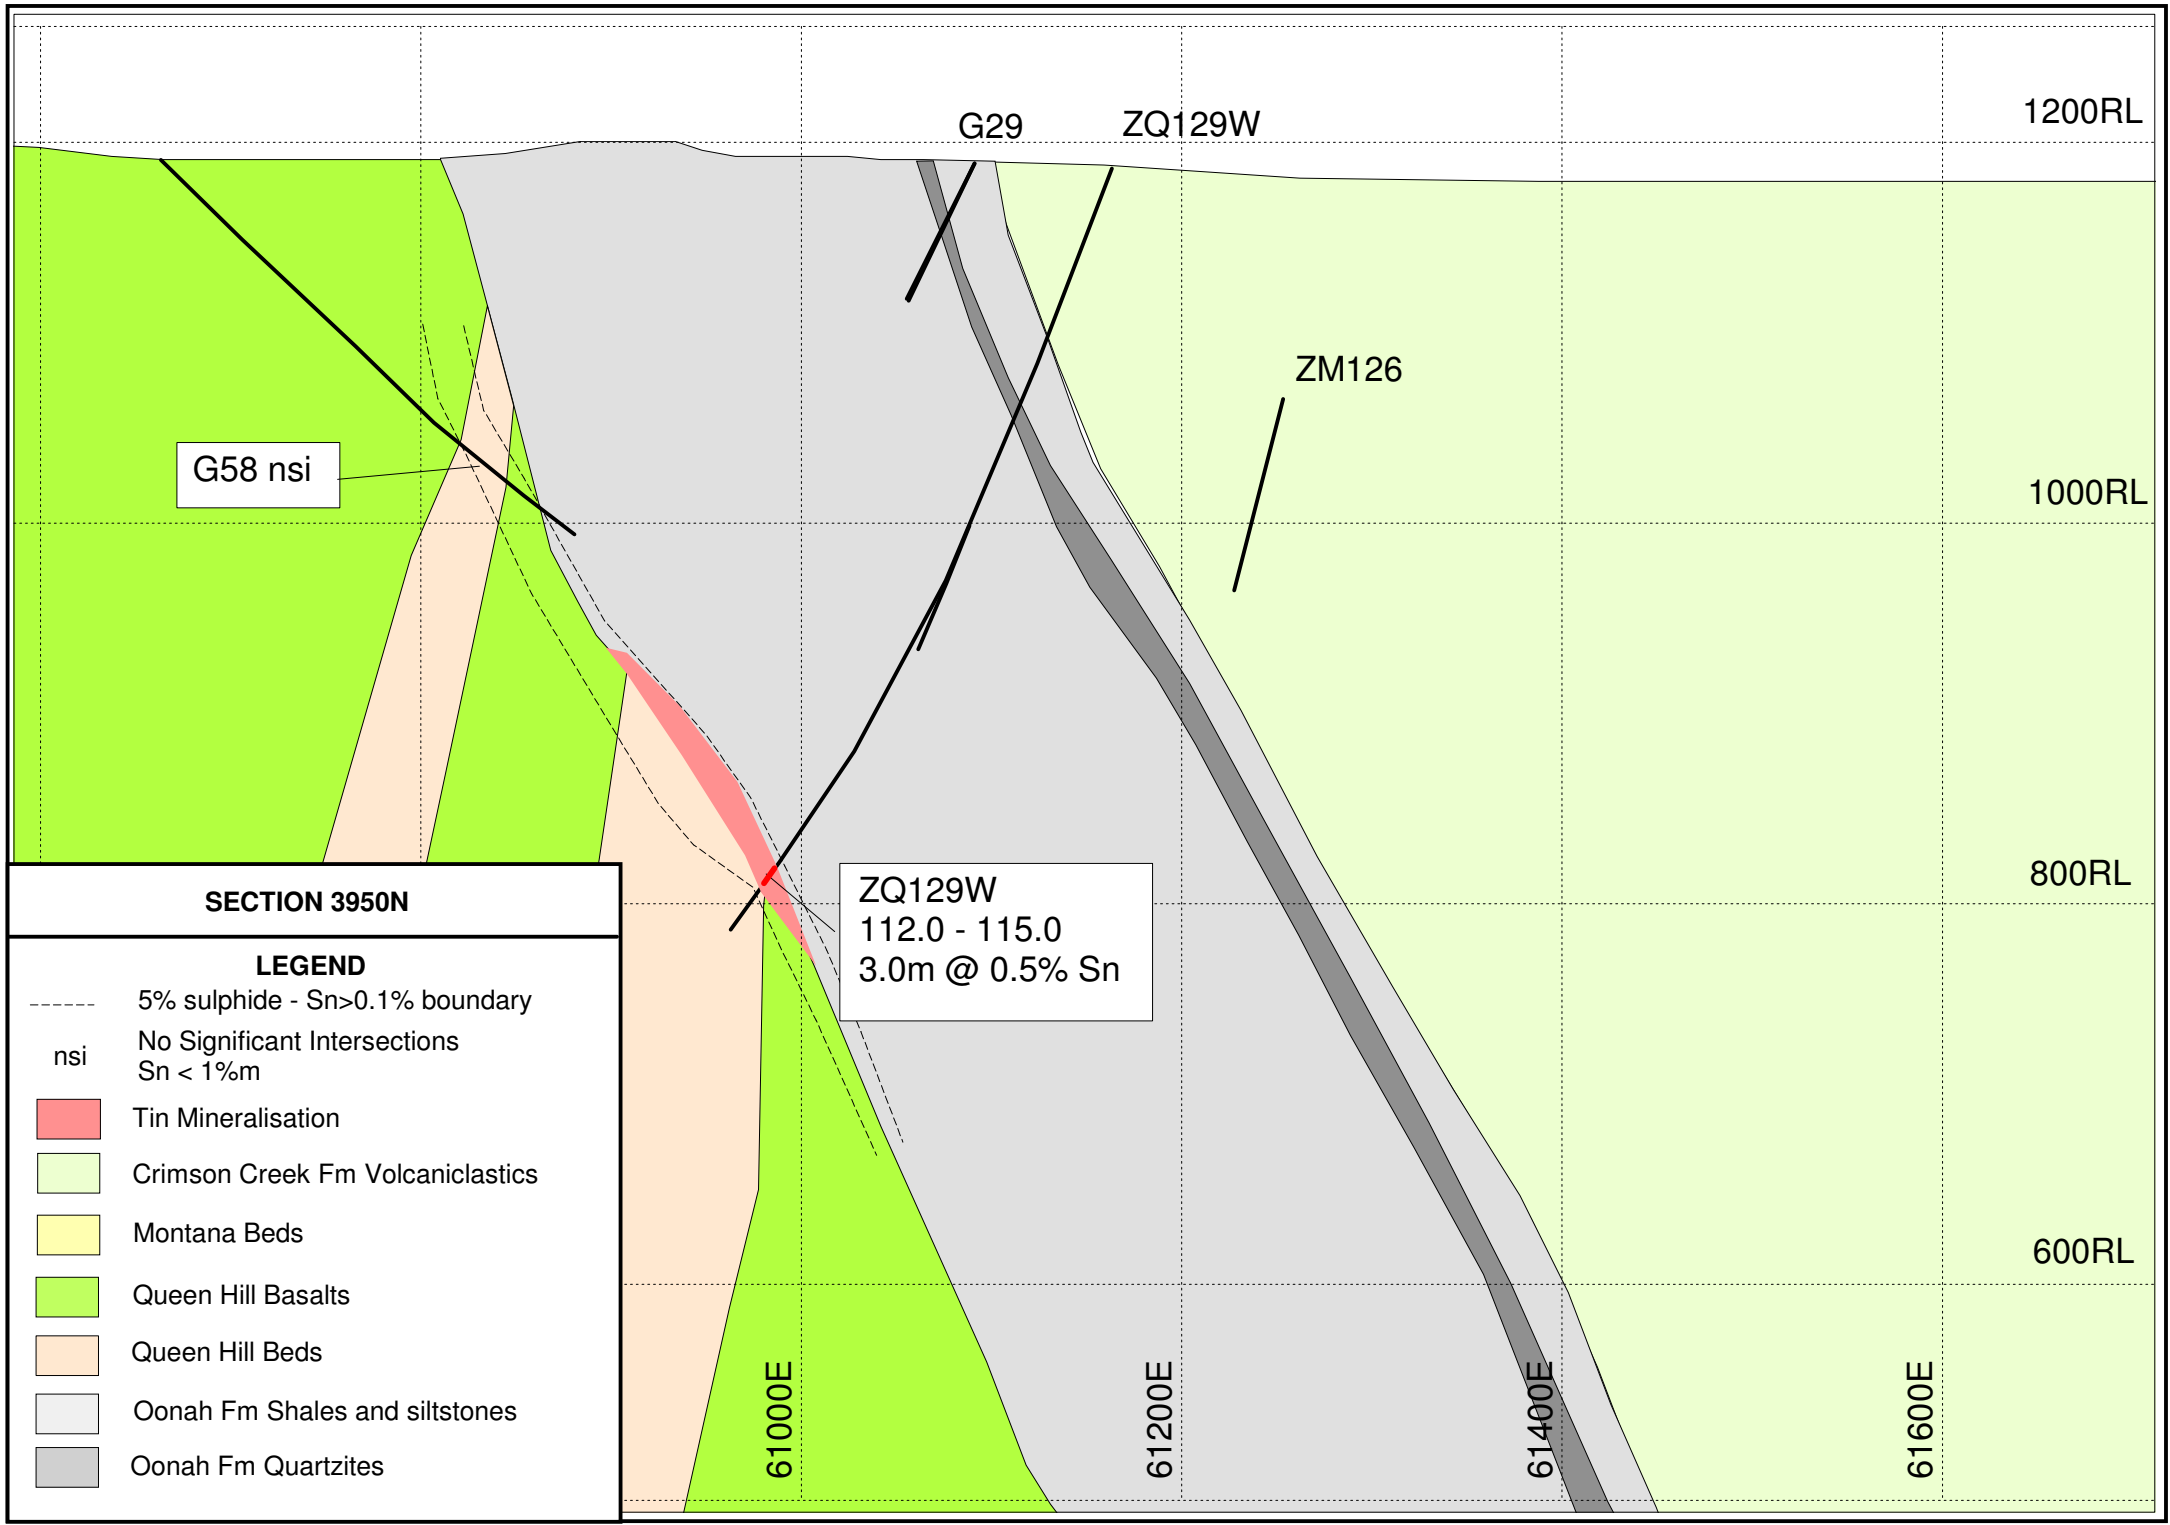 G29
ZQ129W
1200RL
ZM126
G58 nsi
1000RL
800RL
ZQ129W
112.0 - 115.0
3.0m @ 0.5% Sn
600RL
61000E
61200E
61400E
61600E
SECTION 3950N
LEGEND
5% sulphide - Sn>0.1% boundary
nsi
No Significant Intersections
Sn < 1%m
Tin Mineralisation
Crimson Creek Fm Volcaniclastics
Montana Beds
Queen Hill Basalts
Queen Hill Beds
Oonah Fm Shales and siltstones
Oonah Fm Quartzites